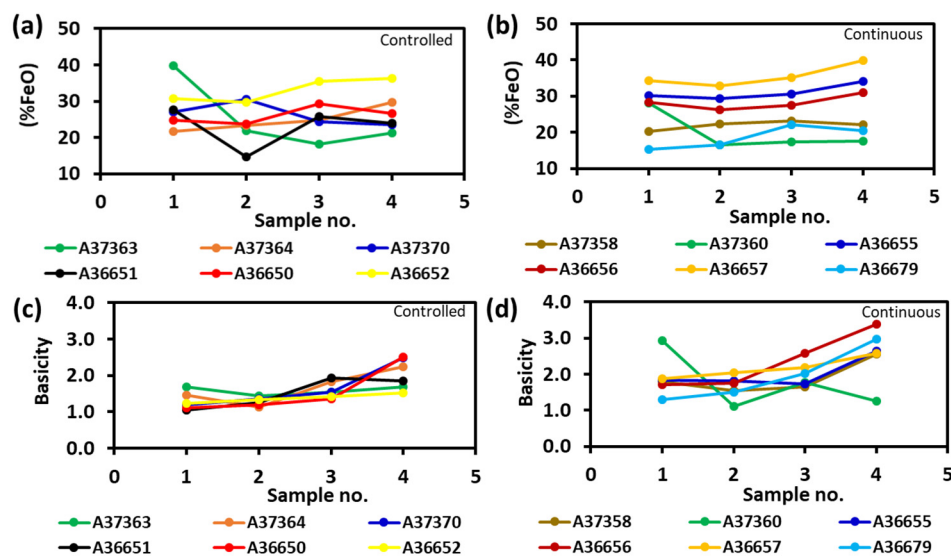 (a)
Controlled
50
40
30
20
10
(%FeO)
0 1 2 3 4 5
Sample no.
A37363 A37364 A37370
A36651 A36650 A36652
(b)
Continuous
50
40
30
20
10
(%FeO)
0 1 2 3 4 5
Sample no.
A37358 A37360 A36655
A36656 A36657 A36679
(c)
Controlled
4.0
3.0
2.0
1.0
0.0
Basicity
0 1 2 3 4 5
Sample no.
A37363 A37364 A37370
A36651 A36650 A36652
(d)
Continuous
4.0
3.0
2.0
1.0
0.0
Basicity
0 1 2 3 4 5
Sample no.
A37358 A37360 A36655
A36656 A36657 A36679